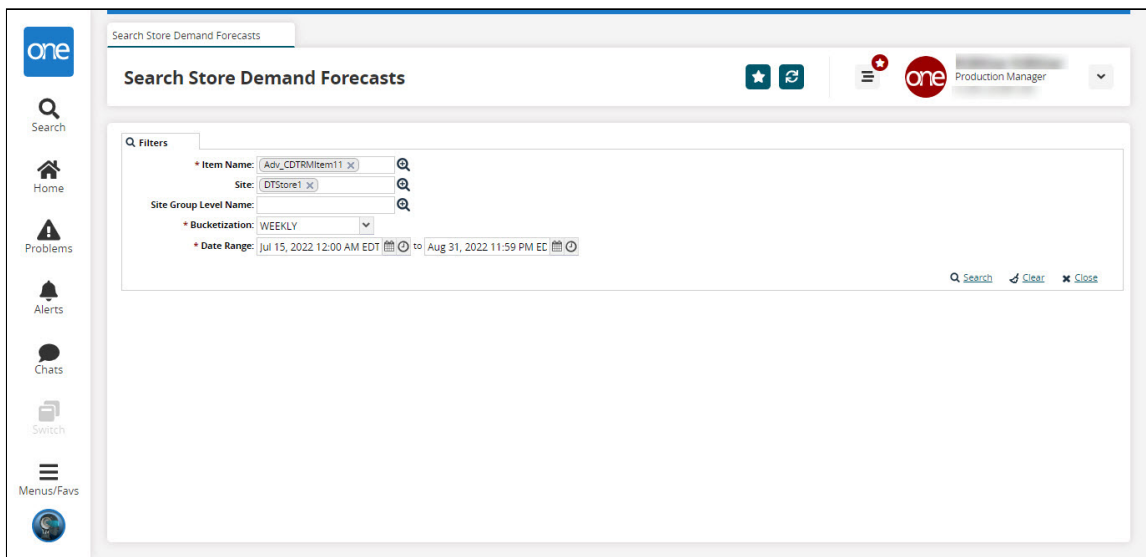 one
Search
Home
Problems
Alerts
Chats
Switch
Menus/Favs
Search Store Demand Forecasts
Search Store Demand Forecasts
one
Production Manager
Filters
* Item Name: Adv_CDTRMItem11 x
Site: DTStore1 x
Site Group Level Name:
* Bucketization: WEEKLY
* Date Range: Jul 15, 2022 12:00 AM EDT to Aug 31, 2022 11:59 PM ED
Search Clear Close